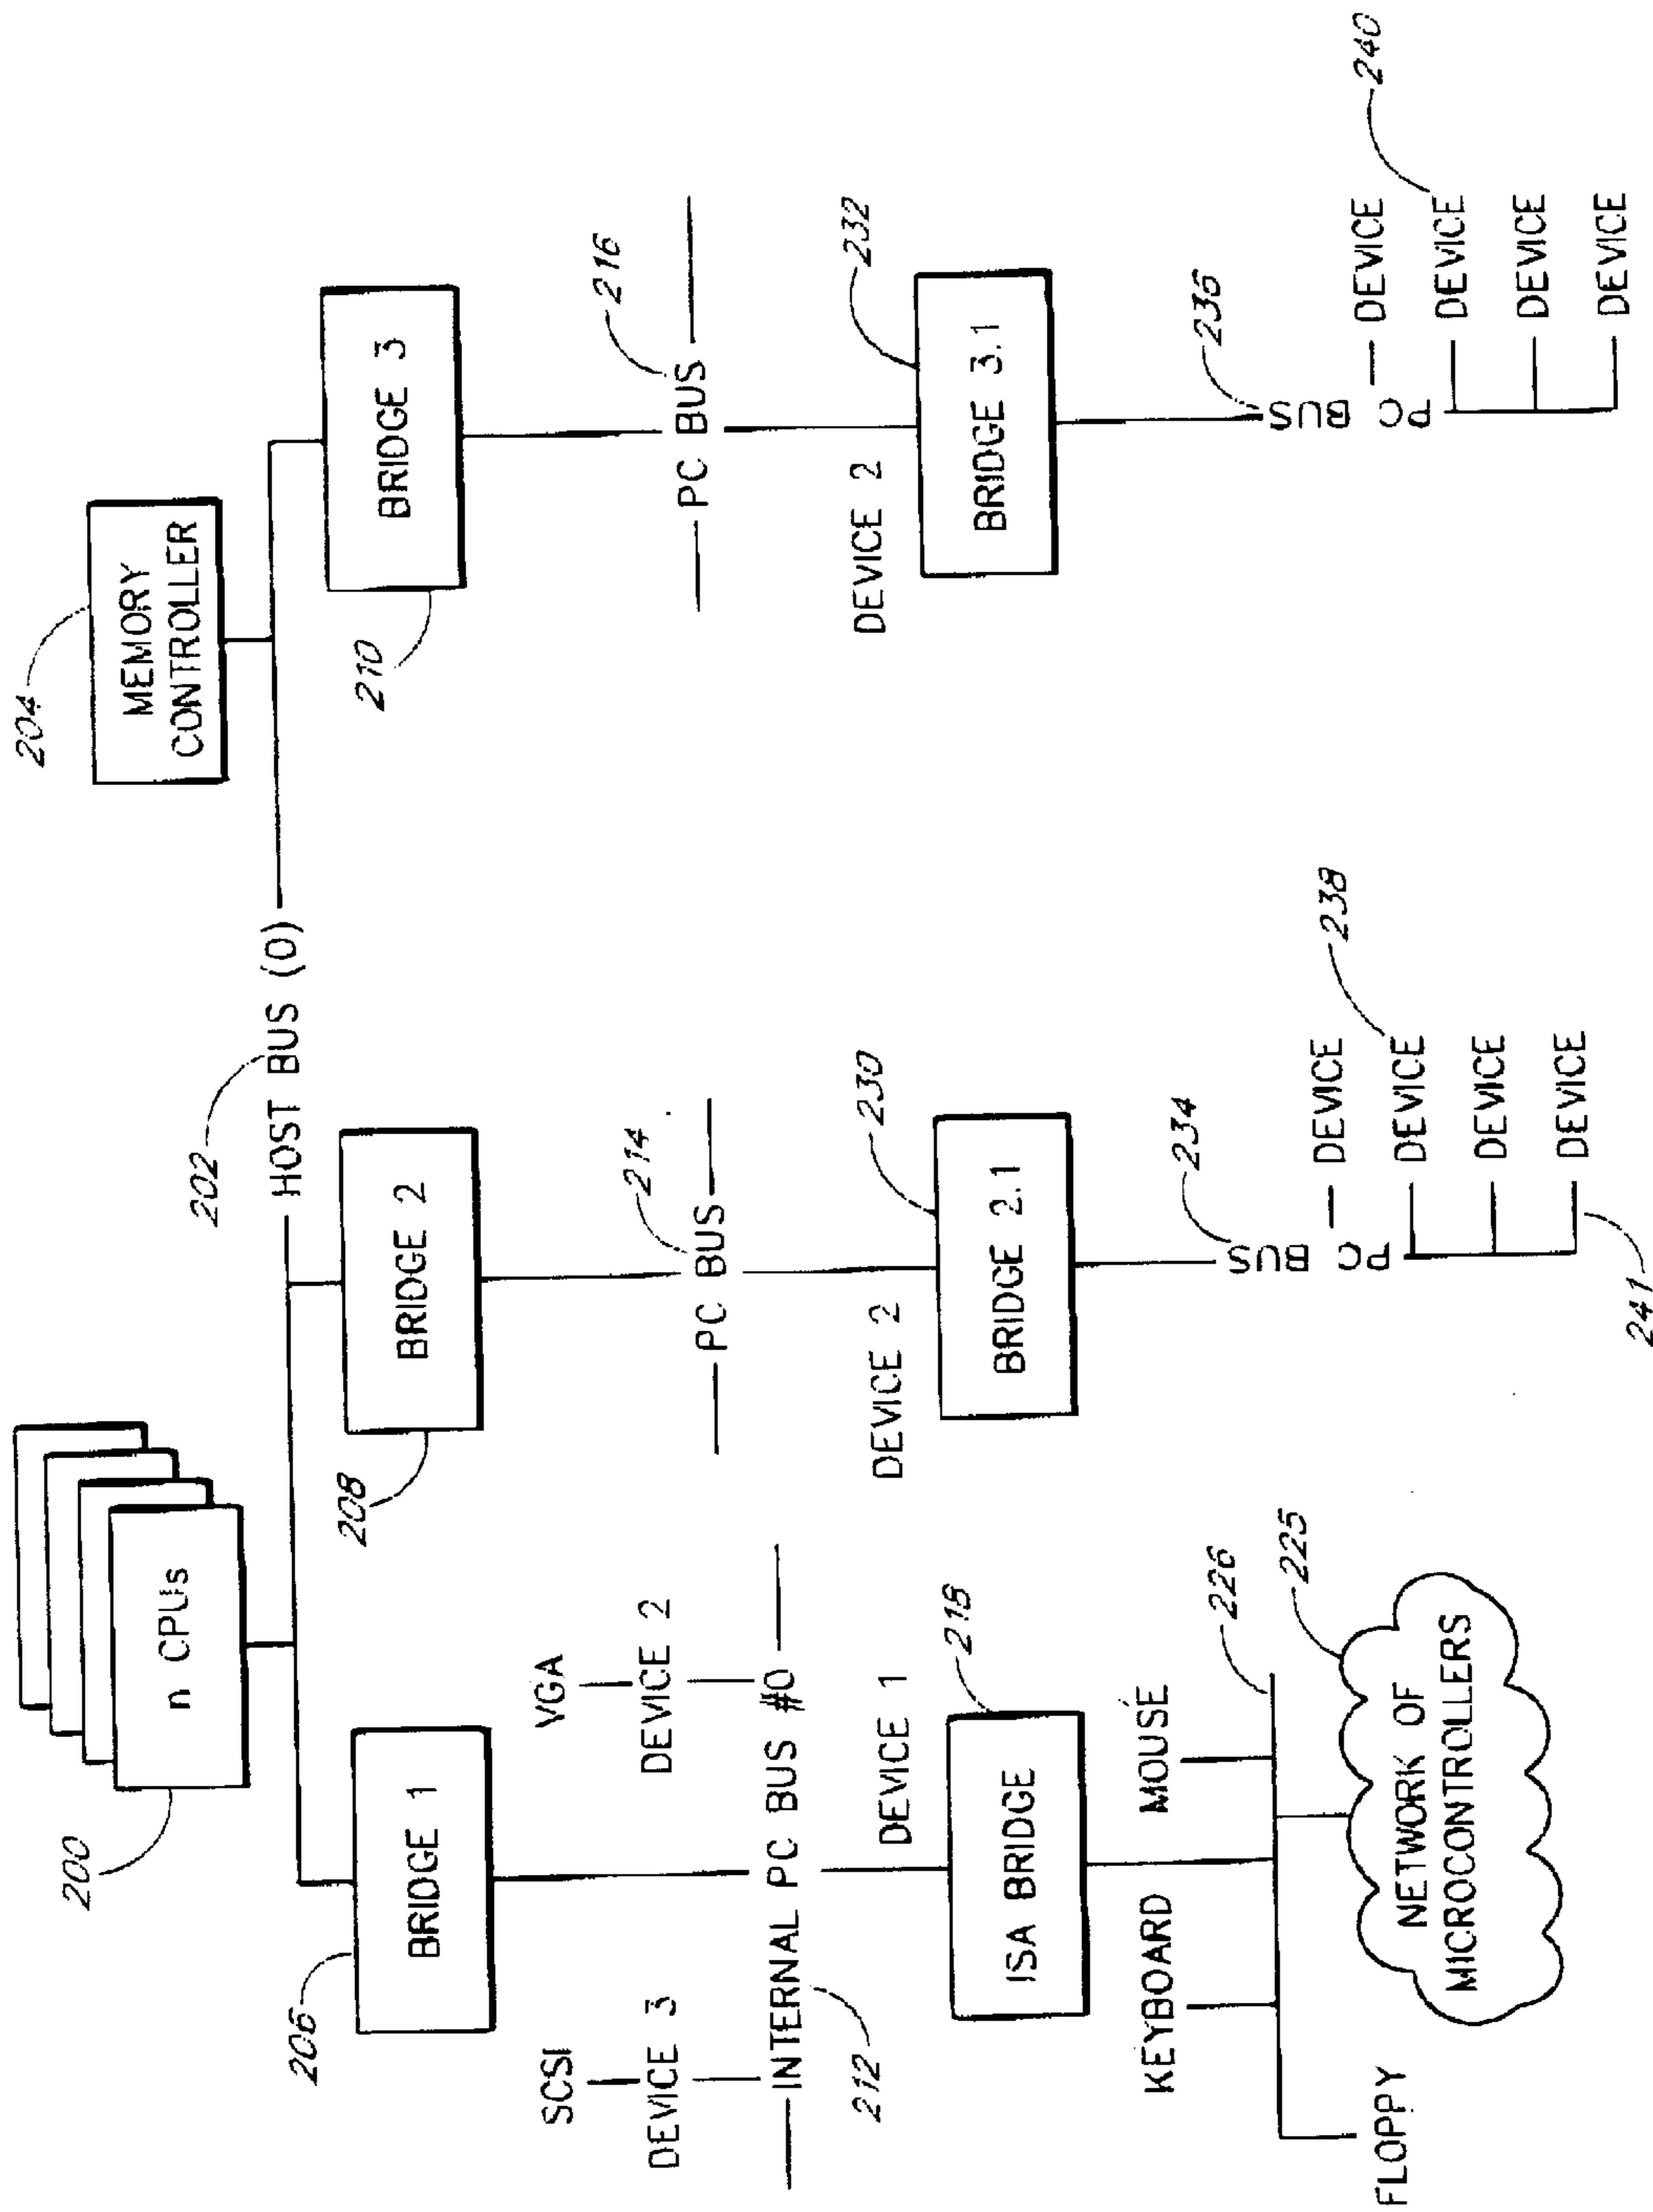 204
MEMORY
CONTROLLER
200
n CPUs
202
HOST BUS (0)
206
BRIDGE 1
208
BRIDGE 2
210
BRIDGE 3
SCSI
DEVICE 3
VGA
DEVICE 2
INTERNAL PC BUS #0
212
PC BUS
214
PC BUS
216
DEVICE 1
ISA BRIDGE
218
DEVICE 2
BRIDGE 2.1
230
DEVICE 2
BRIDGE 3.1
232
KEYBOARD
MOUSE
226
FLOPPY
225
NETWORK OF
MICROCONTROLLERS
234
PC BUS
DEVICE
DEVICE
238
DEVICE
DEVICE
241
236
PC BUS
DEVICE
DEVICE
240
DEVICE
DEVICE